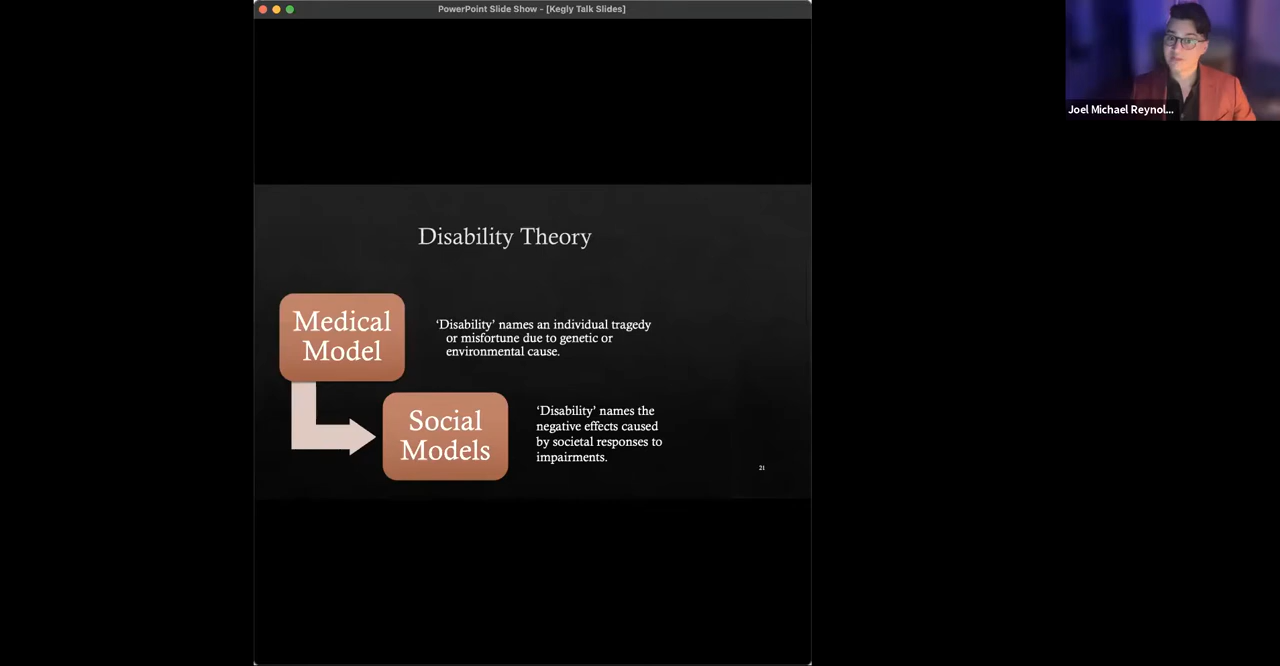 PowerPoint Slide Show - [Kegly Talk Slides]
Joel Michael Reynol...
Disability Theory
Medical
Model
‘Disability’ names an individual tragedy
or misfortune due to genetic or
environmental cause.
Social
Models
‘Disability’ names the
negative effects caused
by societal responses to
impairments.
21